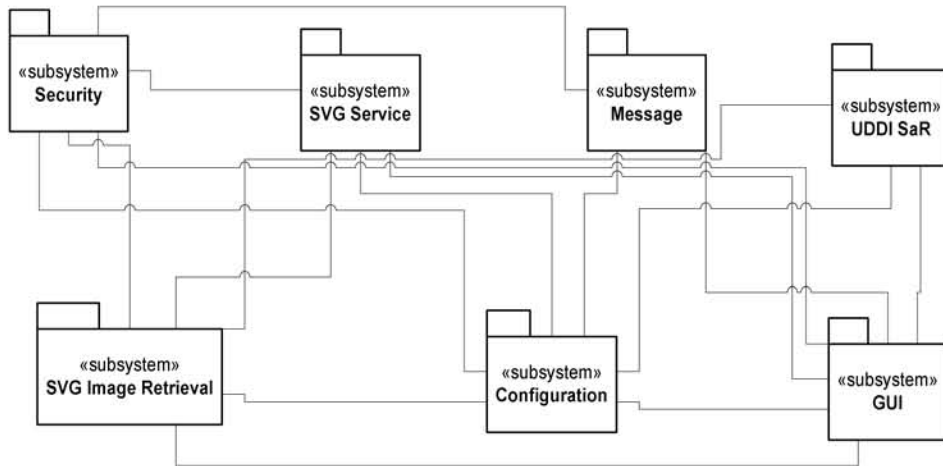 «subsystem»
Security
«subsystem»
SVG Service
«subsystem»
Message
«subsystem»
UDDI SaR
«subsystem»
SVG Image Retrieval
«subsystem»
Configuration
«subsystem»
GUI